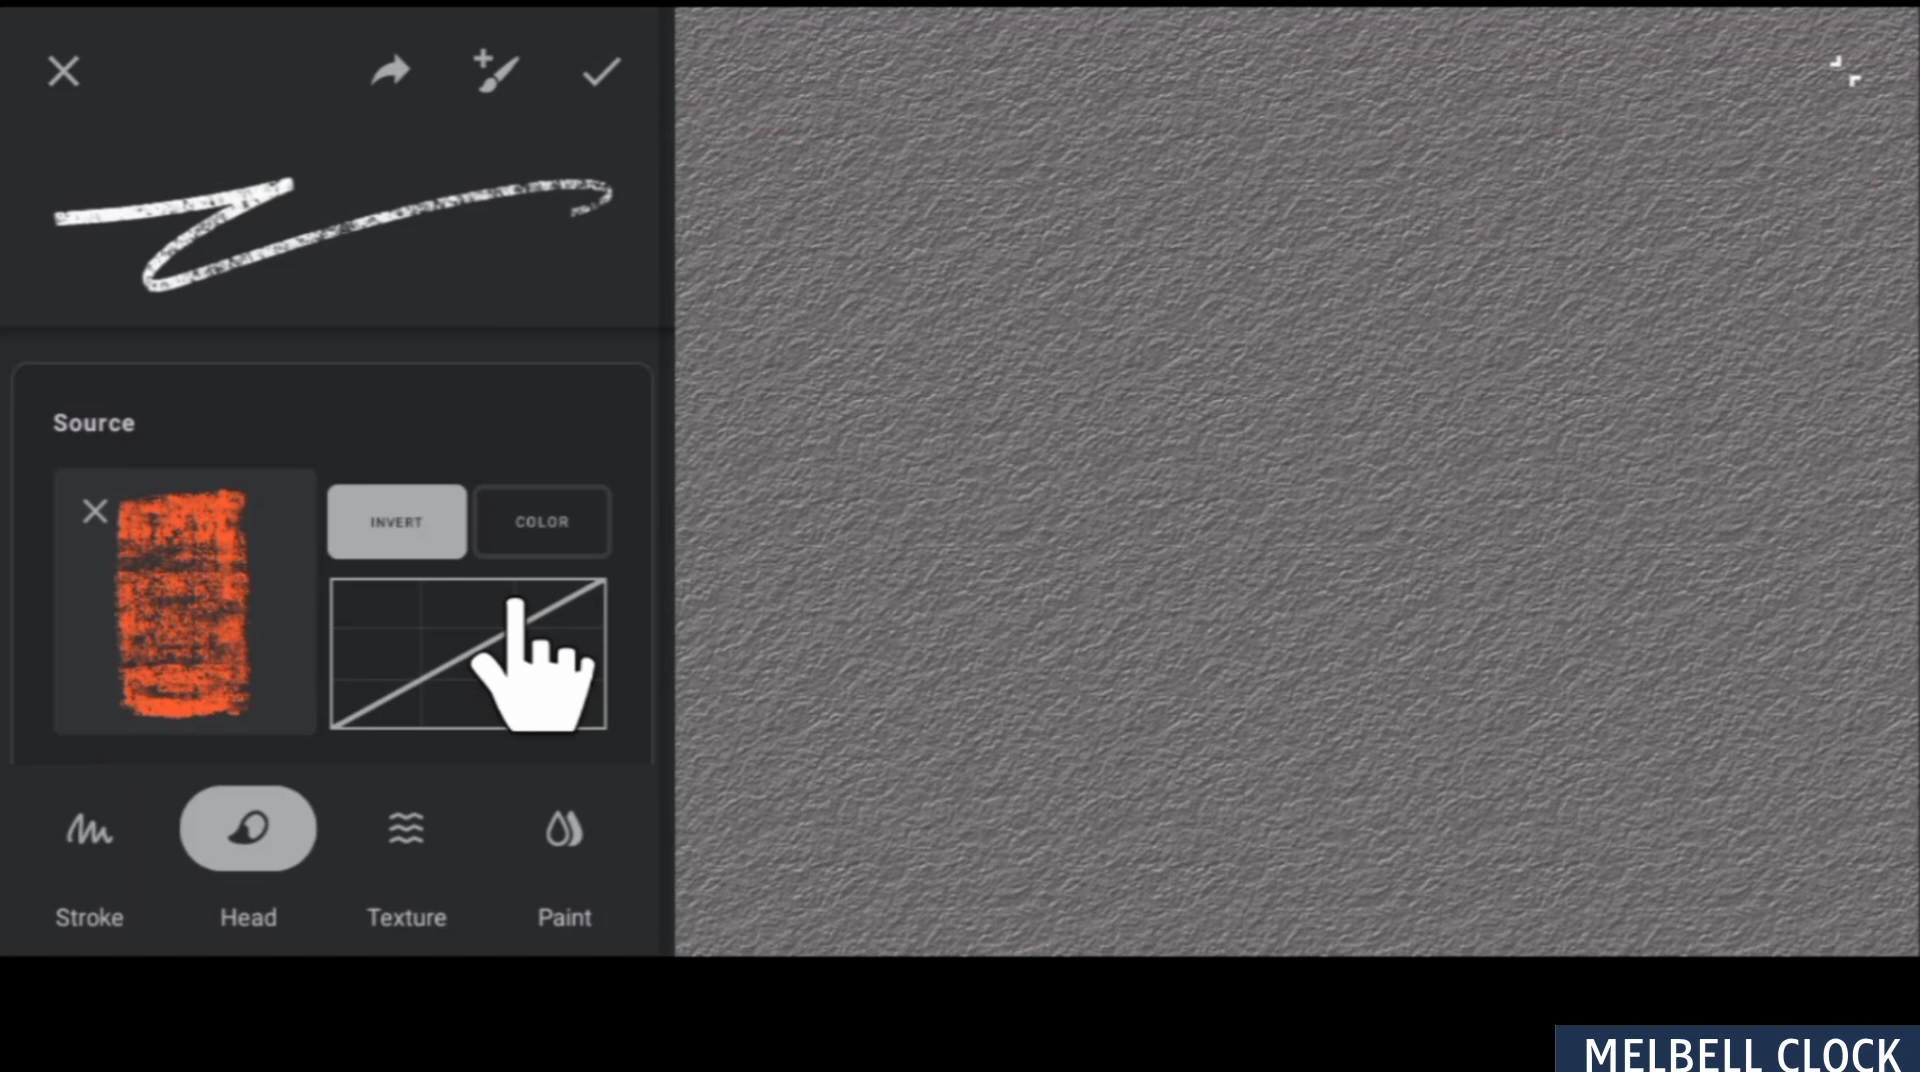 Source
INVERT
COLOR
Stroke
Head
Texture
Paint
MELBELL CLOCK